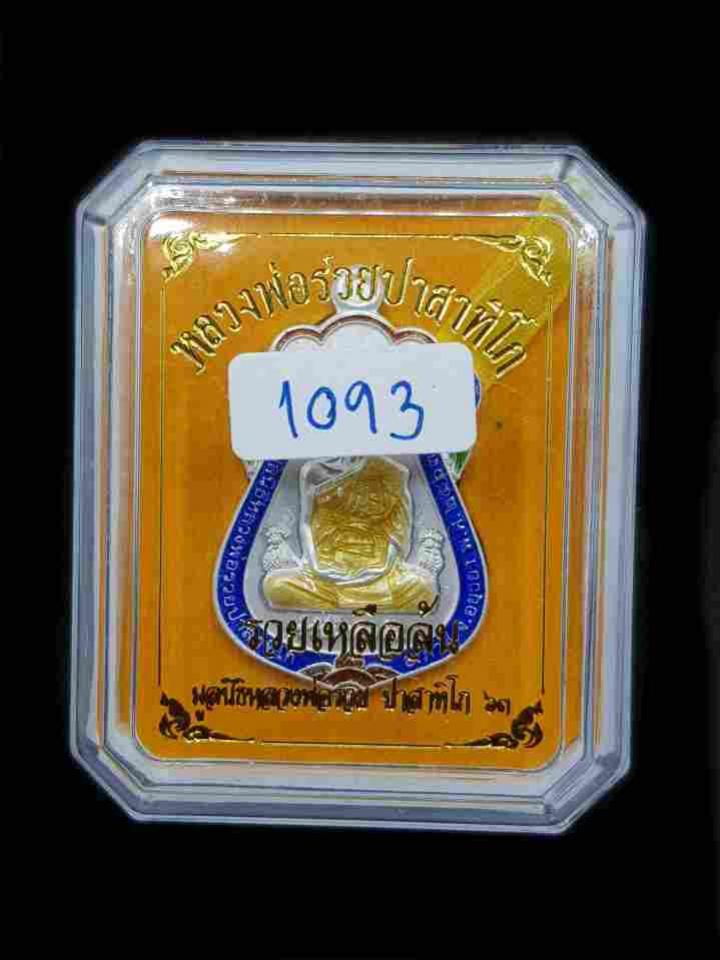 หลวงพ่อรวยปาสาทิโก
1093
รวยเหลือล้น
มูลนิธิหลวงพ่อรวย ปาสาทิโก ๖๓